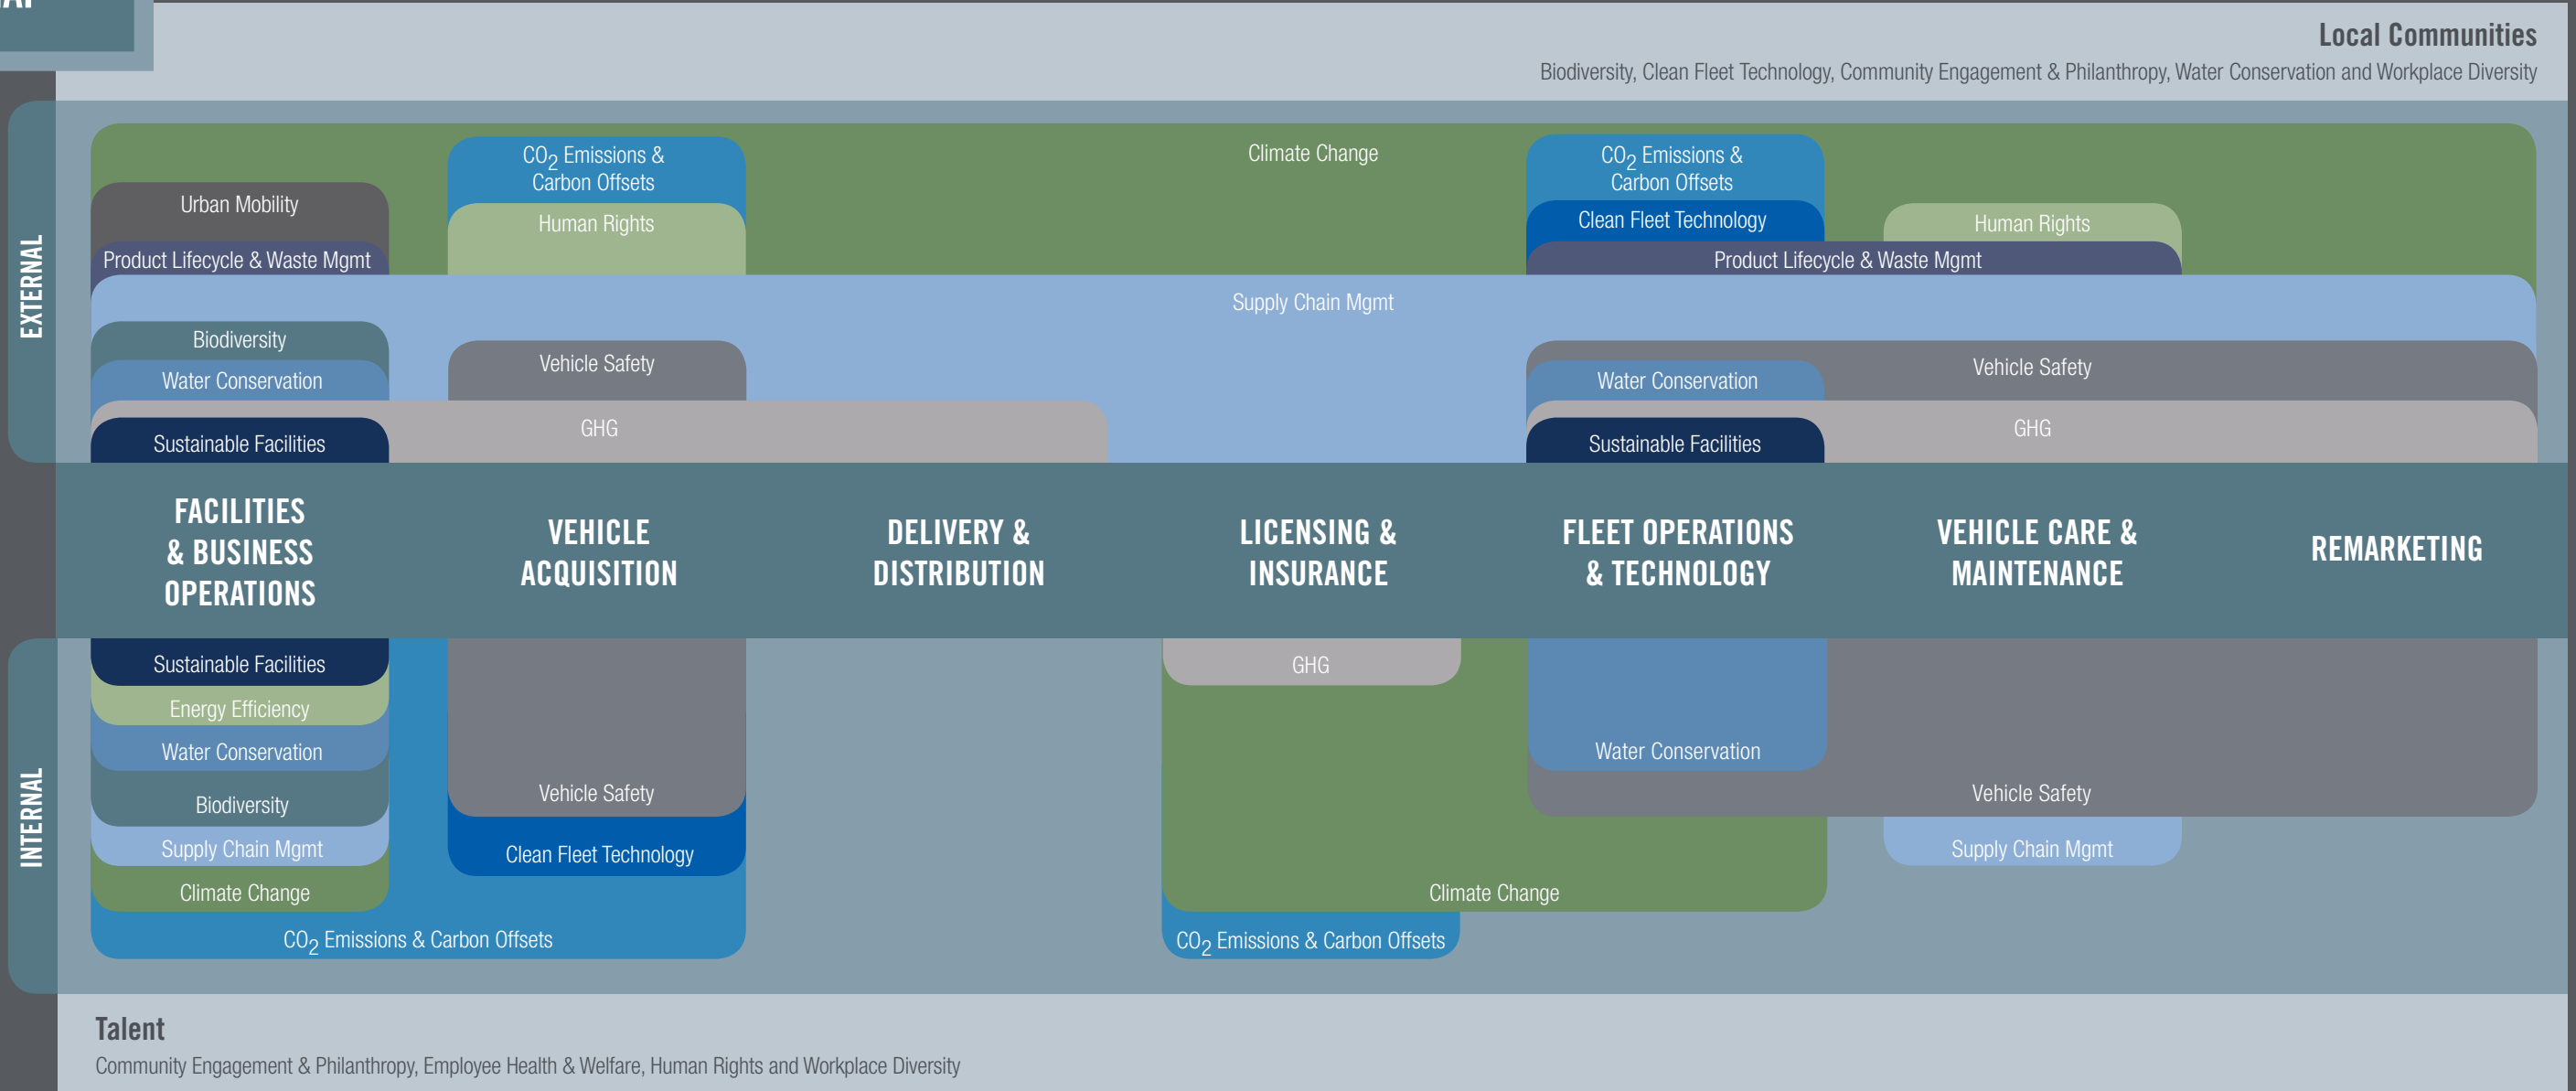 Local Communities
Biodiversity, Clean Fleet Technology, Community Engagement & Philanthropy, Water Conservation and Workplace Diversity
EXTERNAL
Climate Change
CO2 Emissions &
Carbon Offsets
CO2 Emissions &
Carbon Offsets
Urban Mobility
Human Rights
Clean Fleet Technology
Human Rights
Product Lifecycle & Waste Mgmt
Product Lifecycle & Waste Mgmt
Supply Chain Mgmt
Biodiversity
Vehicle Safety
Vehicle Safety
Water Conservation
Water Conservation
GHG
GHG
Sustainable Facilities
Sustainable Facilities
FACILITIES
& BUSINESS
OPERATIONS
VEHICLE
ACQUISITION
DELIVERY &
DISTRIBUTION
LICENSING &
INSURANCE
FLEET OPERATIONS
& TECHNOLOGY
VEHICLE CARE &
MAINTENANCE
REMARKETING
INTERNAL
Sustainable Facilities
GHG
Energy Efficiency
Water Conservation
Water Conservation
Biodiversity
Vehicle Safety
Vehicle Safety
Supply Chain Mgmt
Clean Fleet Technology
Supply Chain Mgmt
Climate Change
Climate Change
CO2 Emissions & Carbon Offsets
CO2 Emissions & Carbon Offsets
Talent
Community Engagement & Philanthropy, Employee Health & Welfare, Human Rights and Workplace Diversity